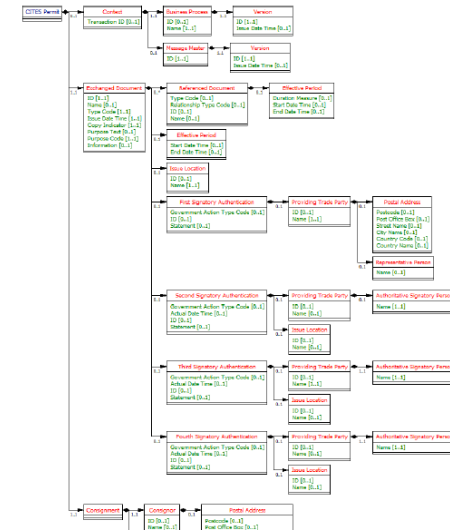 CITES Permit
Context
Transaction ID [0..1]
Business Process
ID [0..1]
Name [1..1]
Version
ID [1..1]
Issue Date Time [0..1]
Message Master
ID [1..1]
Version
ID [1..1]
Issue Date Time [0..1]
Exchanged Document
ID [1..1]
Name [0..1]
Type Code [1..1]
Issue Date Time [1..1]
Copy Indicator [1..1]
Purpose Text [0..1]
Purpose Code [1..1]
Information [0..1]
Referenced Document
Type Code [0..1]
Relationship Type Code [0..1]
ID [0..1]
Name [0..1]
Effective Period
Duration Measure [0..1]
Start Date Time [0..1]
End Date Time [0..1]
Effective Period
Start Date Time [0..1]
End Date Time [0..1]
Issue Location
ID [0..1]
Name [1..1]
First Signatory Authentication
Government Action Type Code [0..1]
ID [0..1]
Statement [0..1]
Providing Trade Party
ID [0..1]
Name [1..1]
Postal Address
Postcode [0..1]
Post Office Box [0..1]
Street Name [0..1]
City Name [0..1]
Country Code [0..1]
Country Name [0..1]
Representative Person
Name [0..1]
Second Signatory Authentication
Government Action Type Code [0..1]
Actual Date Time [0..1]
ID [0..1]
Statement [0..1]
Providing Trade Party
ID [0..1]
Name [0..1]
Authoritative Signatory Perso
Name [1..1]
Issue Location
ID [0..1]
Name [0..1]
Third Signatory Authentication
Government Action Type Code [0..1]
Actual Date Time [0..1]
ID [0..1]
Statement [0..1]
Providing Trade Party
ID [0..1]
Name [1..1]
Authoritative Signatory Perso
Name [1..1]
Issue Location
ID [0..1]
Name [0..1]
Fourth Signatory Authentication
Government Action Type Code [0..1]
Actual Date Time [0..1]
ID [0..1]
Statement [0..1]
Providing Trade Party
ID [0..1]
Name [0..1]
Authoritative Signatory Perso
Name [1..1]
Issue Location
ID [0..1]
Name [0..1]
Consignment
Consignor
ID [0..1]
Name [0..1]
Postal Address
Postcode [0..1]
Post Office Box [0..1]